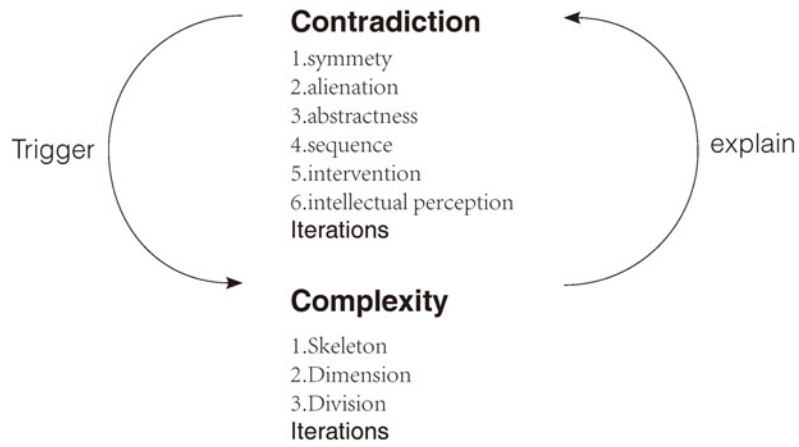 Contradiction
1.symmety
2.alienation
3.abstractness
4.sequence
5.intervention
6.intellectual perception
Iterations
Trigger
explain
Complexity
1.Skeleton
2.Dimension
3.Division
Iterations